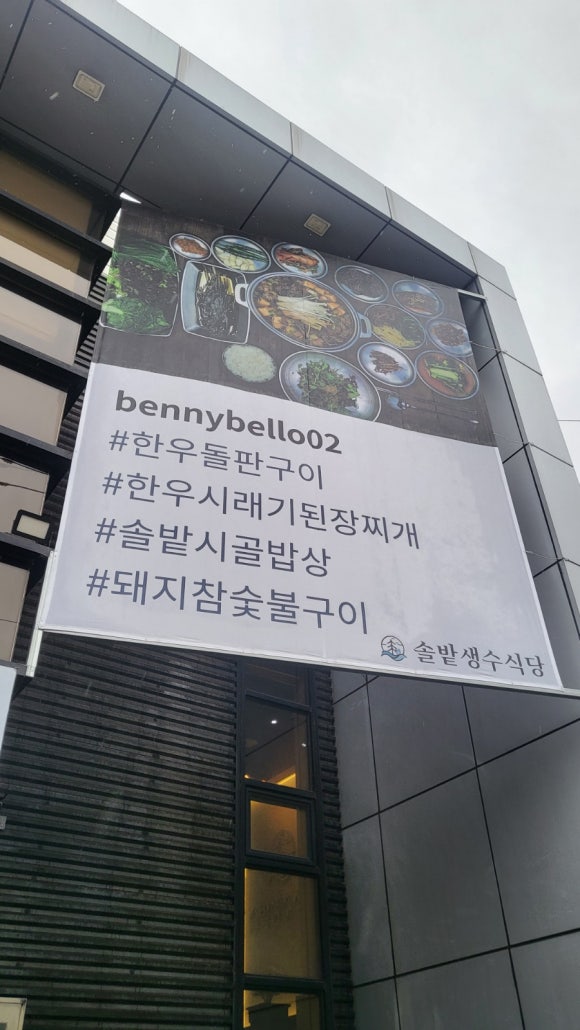 bennybello02
#한우돌판구이
#한우시래기된장찌개
#솔밭시골밥상
#돼지참숯불구이
솔밭생수식당